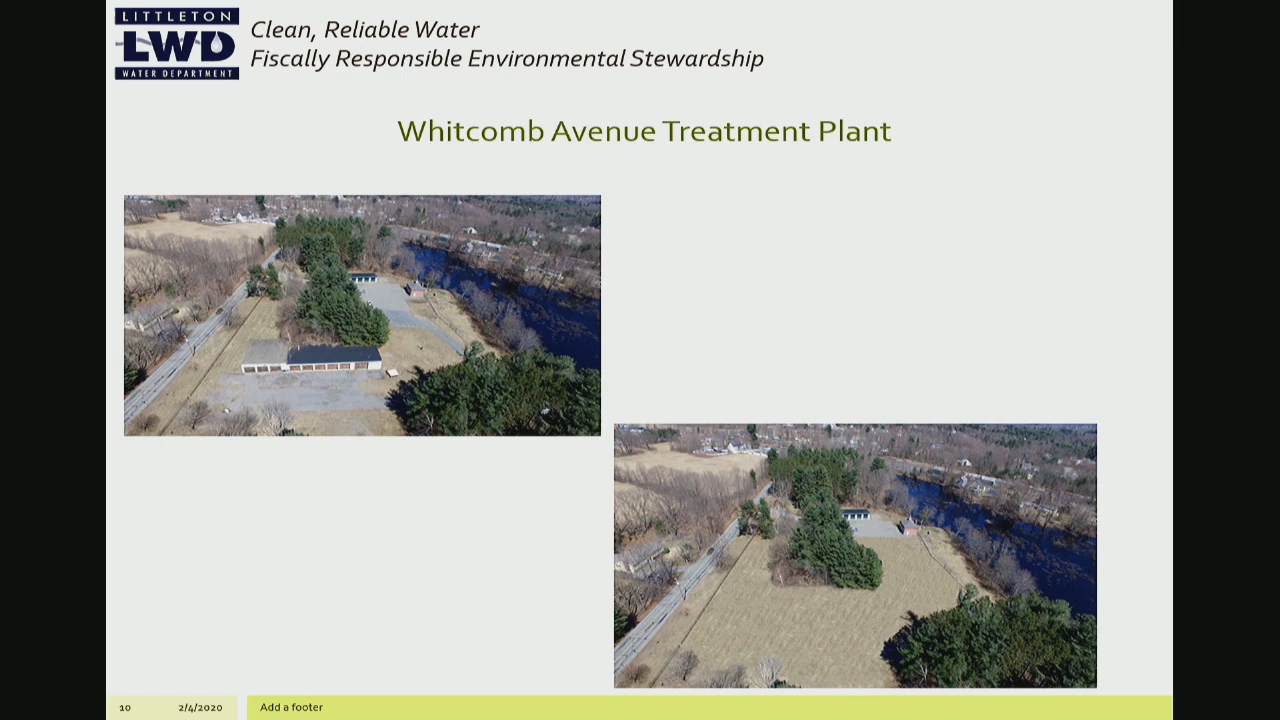 LITTLETON
LWD
WATER DEPARTMENT
Clean, Reliable Water
Fiscally Responsible Environmental Stewardship
Whitcomb Avenue Treatment Plant
10 2/4/2020 Add a footer